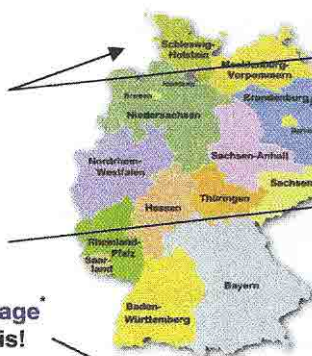 Schleswig-
Holstein
Mecklenburg-
Vorpommern
Hamburg
Bremen
Niedersachsen
Brandenburg
Sachsen-Anhalt
Nordrhein-
Westfalen
Hessen
Thüringen
Sachsen
Rheinland-
Pfalz
Saar-
land
Bayern
Baden-
Württemberg
age*
is!